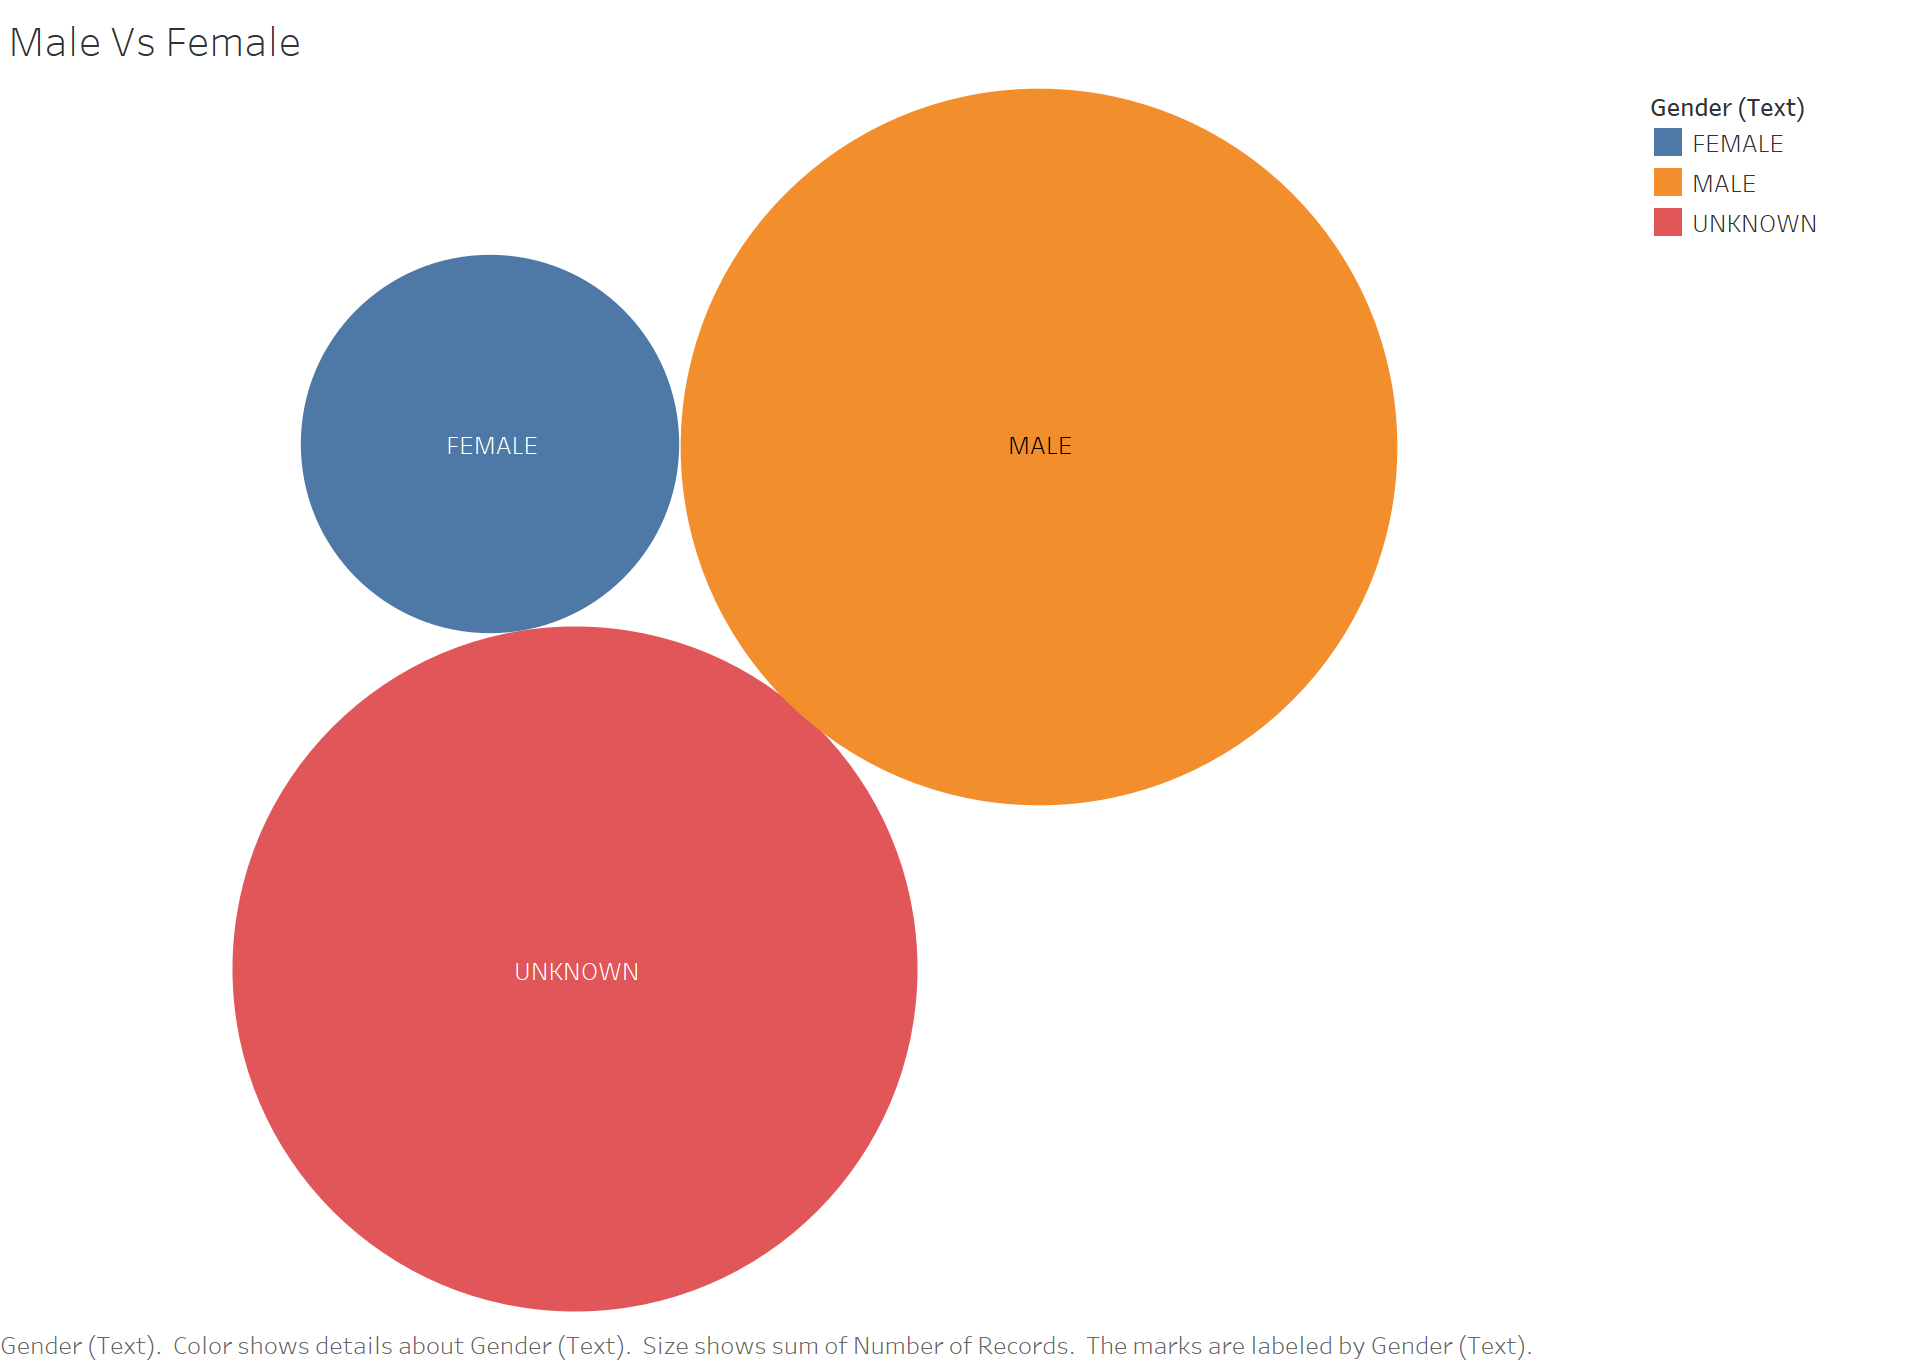 Male Vs Female
Gender (Text)
FEMALE
MALE
UNKNOWN
FEMALE
MALE
UNKNOWN
Gender (Text).  Color shows details about Gender (Text).  Size shows sum of Number of Records.  The marks are labeled by Gender (Text).